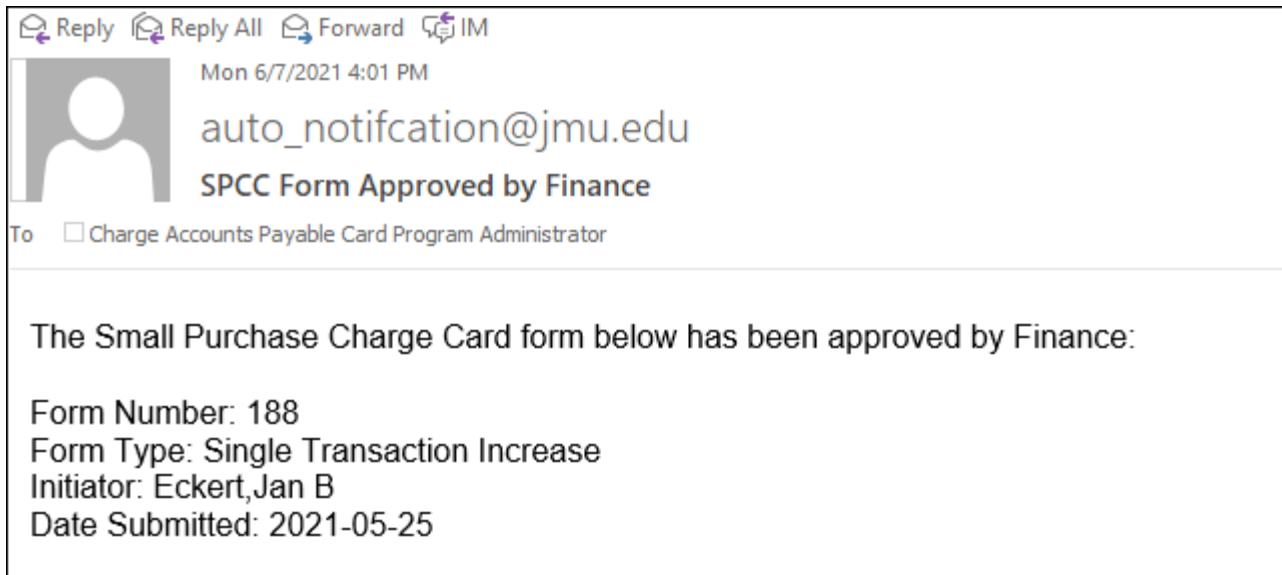 Reply Reply All Forward IM
Mon 6/7/2021 4:01 PM
auto_notifcation@jmu.edu
SPCC Form Approved by Finance
To Charge Accounts Payable Card Program Administrator
The Small Purchase Charge Card form below has been approved by Finance:
Form Number: 188
Form Type: Single Transaction Increase
Initiator: Eckert,Jan B
Date Submitted: 2021-05-25